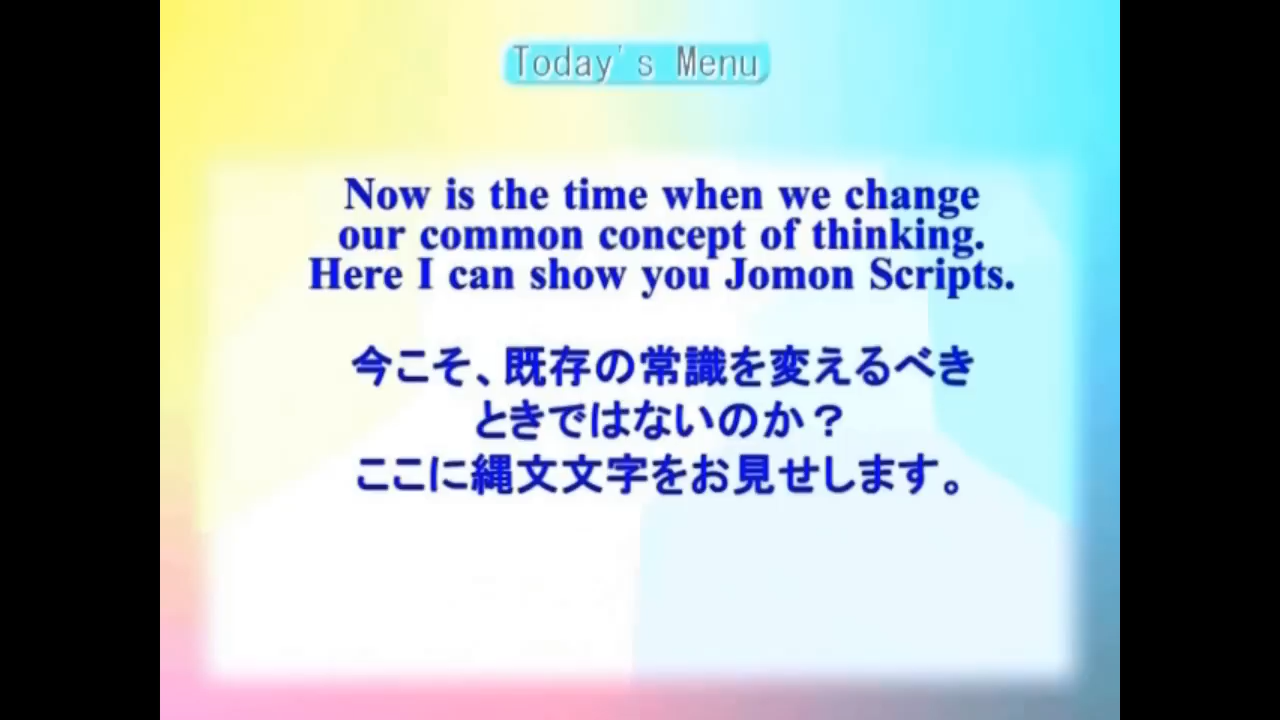 Today's Menu
Now is the time when we change
our common concept of thinking.
Here I can show you Jomon Scripts.
今こそ、既存の常識を変えるべき
ときではないのか？
ここに縄文文字をお見せします。